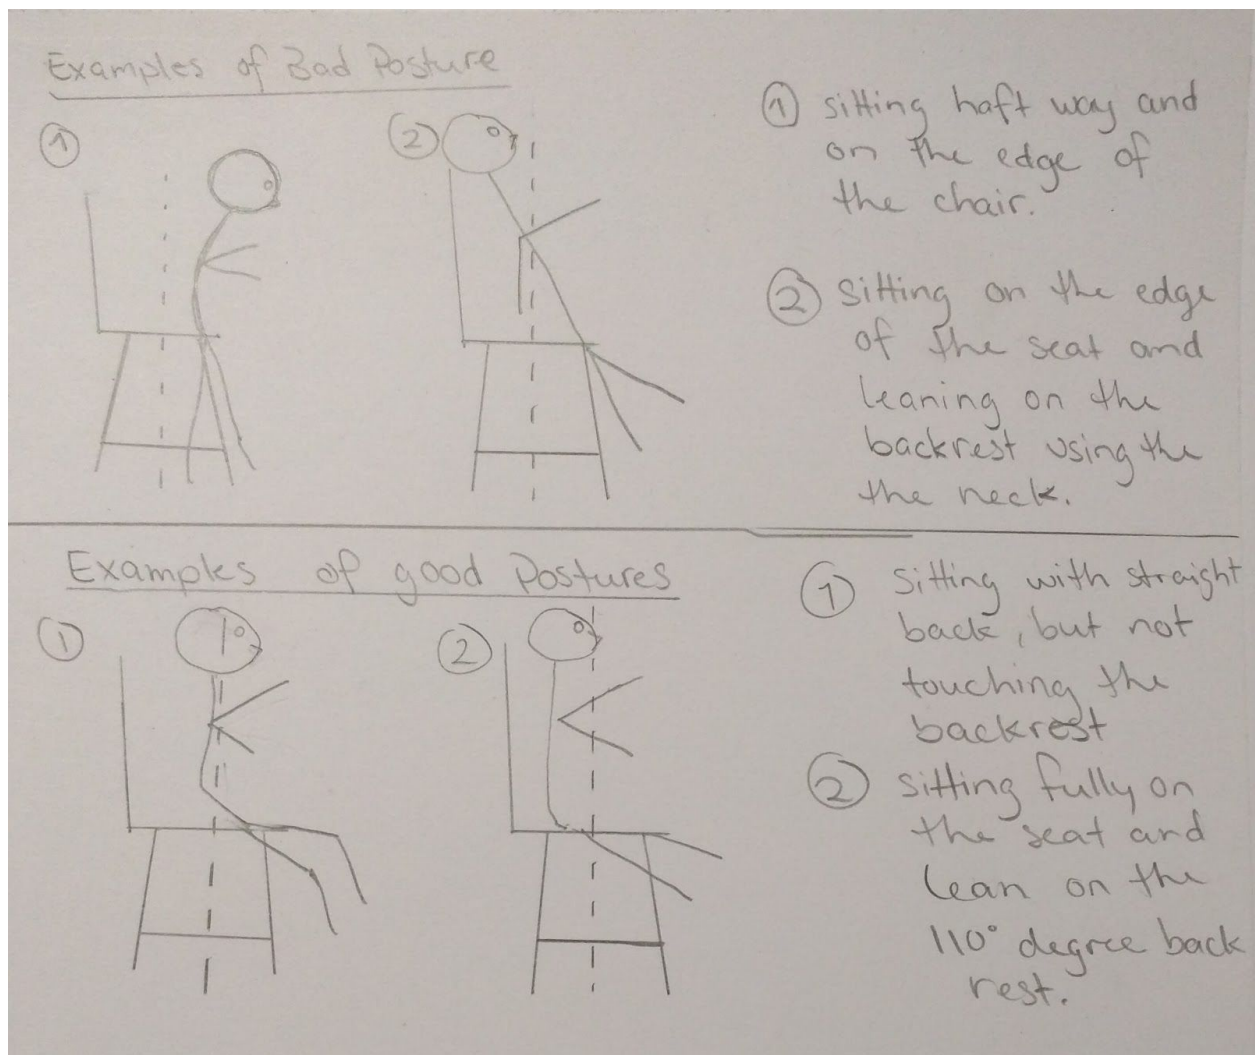 Examples of Bad Posture
①
②
① sitting haft way and
on the edge of
the chair.
② sitting on the edge
of the seat and
leaning on the
backrest using the
the neck.
Examples of good Postures
①
②
① sitting with straight
back, but not
touching the
backrest
② sitting fully on
the seat and
lean on the
110° degree back
rest.